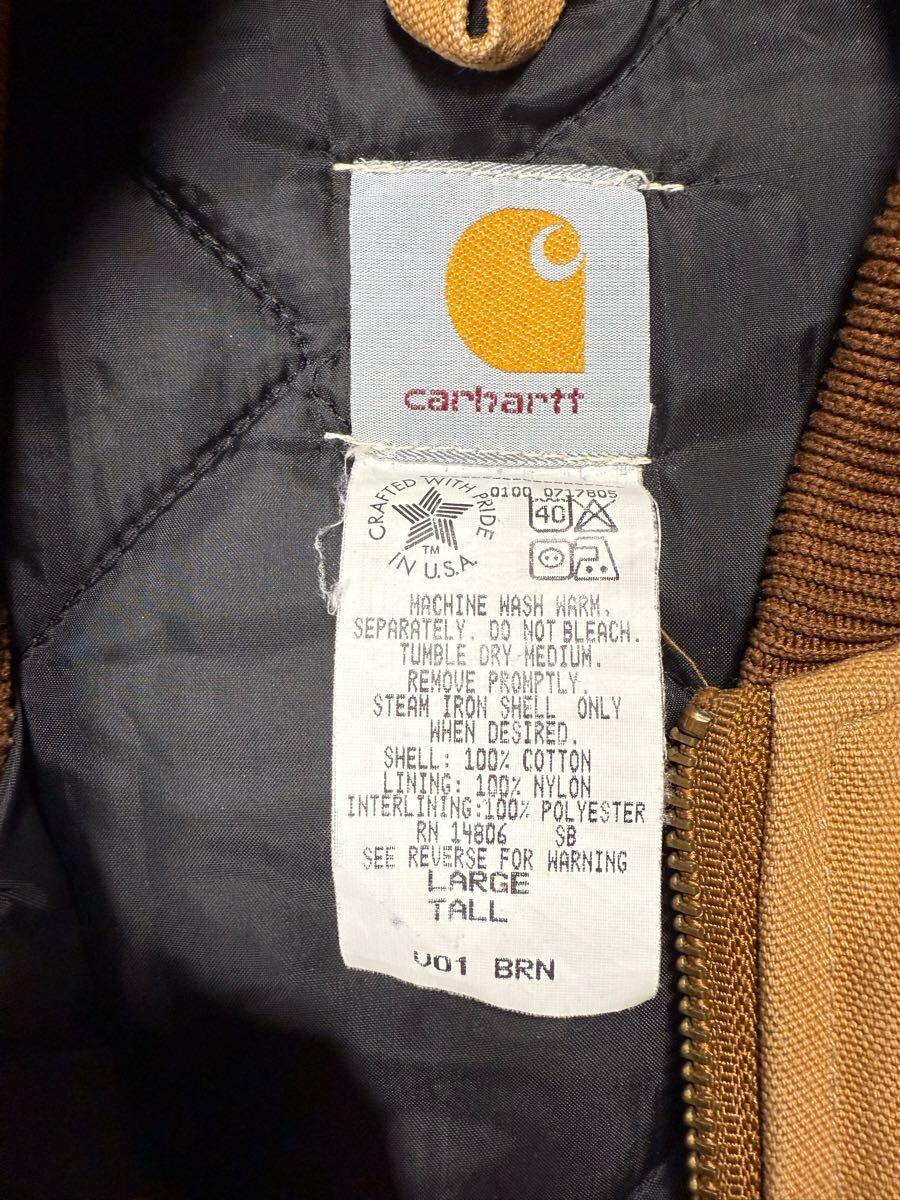 carhartt
CRAFTED WITH PRIDE
TM
IN U.S.A.
0100 0717805
40
MACHINE WASH WARM,
SEPARATELY. DO NOT BLEACH.
TUMBLE DRY MEDIUM.
REMOVE PROMPTLY.
STEAM IRON SHELL ONLY
WHEN DESIRED.
SHELL: 100% COTTON
LINING: 100% NYLON
INTERLINING:100% POLYESTER
RN 14806 SB
SEE REVERSE FOR WARNING
LARGE
TALL
V01 BRN